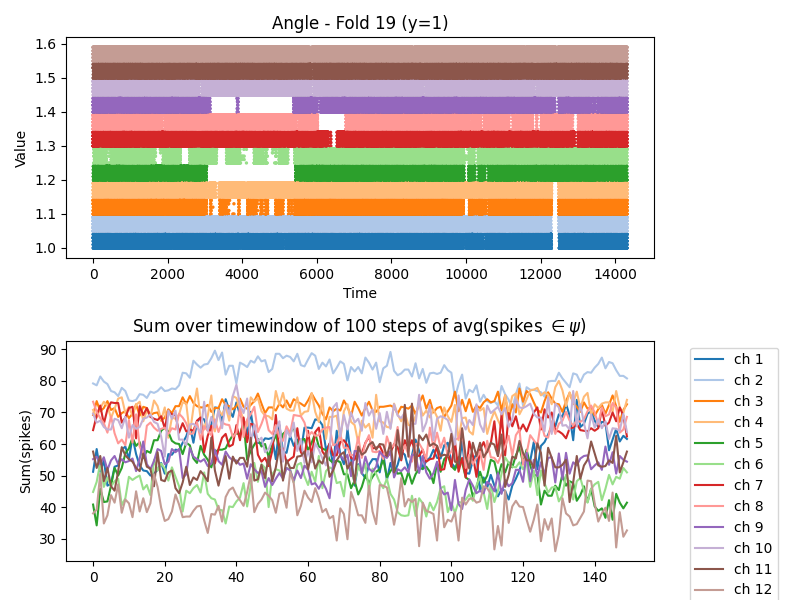 Angle - Fold 19 (y=1)
1.6
1.5
1.4
1.3
1.2
1.1
1.0
Value
0 2000 4000 6000 8000 10000 12000 14000
Time
Sum over timewindow of 100 steps of avg(spikes ∈ ψ)
90
80
70
60
50
40
30
Sum(spikes)
0 20 40 60 80 100 120 140
ch 1
ch 2
ch 3
ch 4
ch 5
ch 6
ch 7
ch 8
ch 9
ch 10
ch 11
ch 12